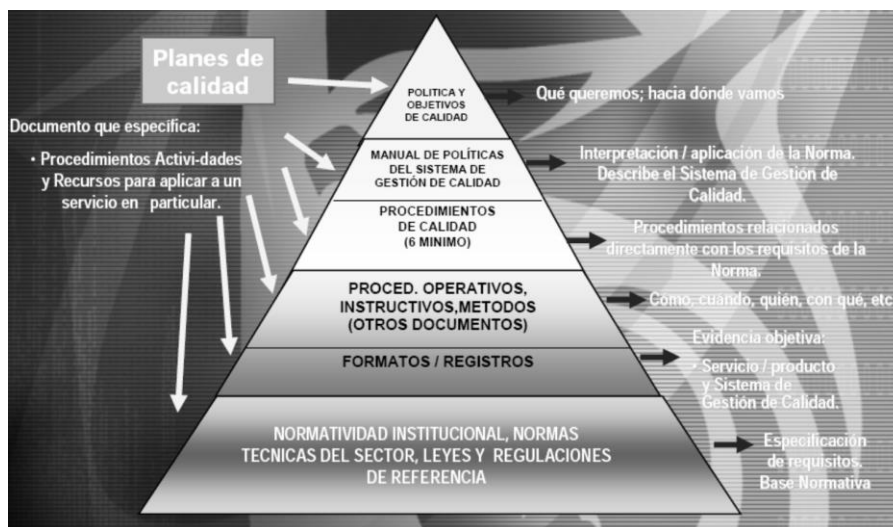 Planes de
calidad
Documento que específica:
• Procedimientos Activi-dades
y Recursos para aplicar a un
servicio en particular.
POLITICA Y
OBJETIVOS
DE CALIDAD
Qué queremos; hacia dónde vamos
MANUAL DE POLÍTICAS
DEL SISTEMA DE
GESTIÓN DE CALIDAD
Interpretación / aplicación de la Norma.
Describe el Sistema de Gestión de
Calidad.
PROCEDIMIENTOS
DE CALIDAD
(6 MINIMO)
Procedimientos relacionados
directamente con los requisitos de la
Norma.
PROCED. OPERATIVOS,
INSTRUCTIVOS,METODOS
(OTROS DOCUMENTOS)
Cómo, cuándo, quién, con qué, etc
FORMATOS / REGISTROS
Evidencia objetiva:
• Servicio / producto
y Sistema de
Gestión de Calidad.
NORMATIVIDAD INSTITUCIONAL, NORMAS
TECNICAS DEL SECTOR, LEYES Y REGULACIONES
DE REFERENCIA
Especificación
de requisitos.
Base Normativa